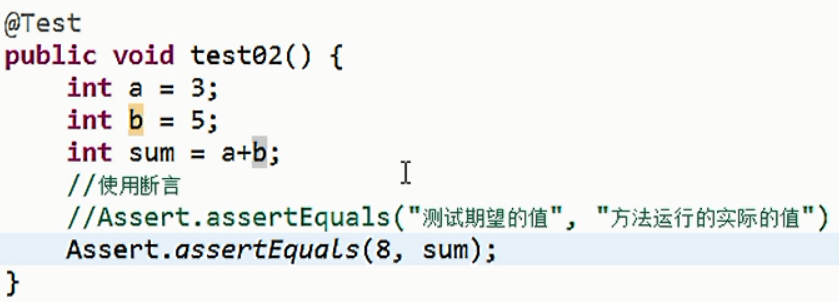 @Test
public void test02() {
    int a = 3;
    int b = 5;
    int sum = a+b;
    //使用断言
    //Assert.assertEquals("测试期望的值", "方法运行的实际的值")
    Assert.assertEquals(8, sum);
}